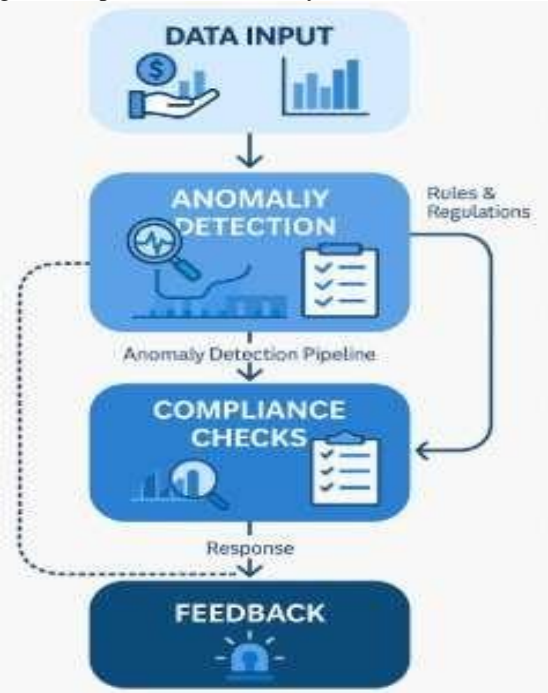 DATA INPUT
$
ANOMALIY
DETECTION
Rules &
Regulations
Anomaly Detection Pipeline
COMPLIANCE
CHECKS
Response
FEEDBACK